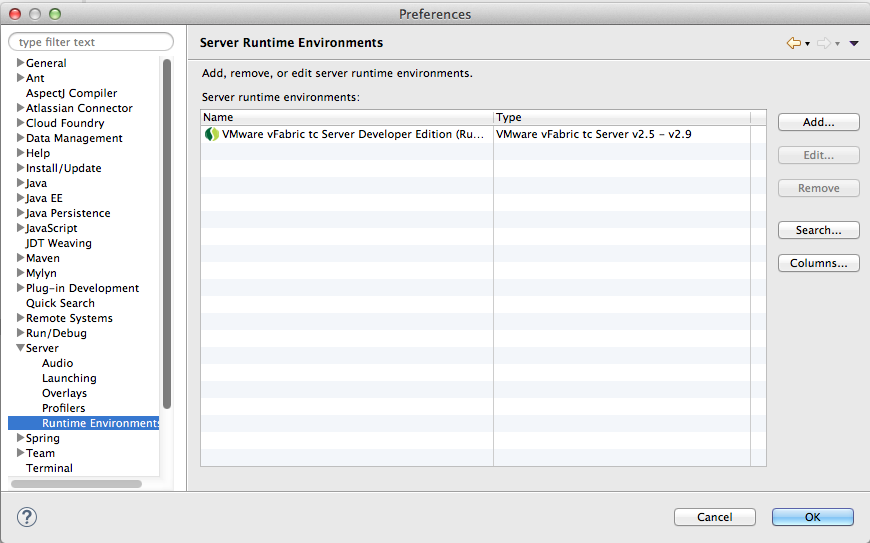 Preferences
type filter text
General
Ant
AspectJ Compiler
Atlassian Connector
Cloud Foundry
Data Management
Help
Install/Update
Java
Java EE
Java Persistence
JavaScript
JDT Weaving
Maven
Mylyn
Plug-in Development
Quick Search
Remote Systems
Run/Debug
Server
Audio
Launching
Overlays
Profilers
Runtime Environments
Spring
Team
Terminal
Server Runtime Environments
Add, remove, or edit server runtime environments.
Server runtime environments:
Name Type
VMware vFabric tc Server Developer Edition (Ru... VMware vFabric tc Server v2.5 - v2.9
Add...
Edit...
Remove
Search...
Columns...
?
Cancel OK